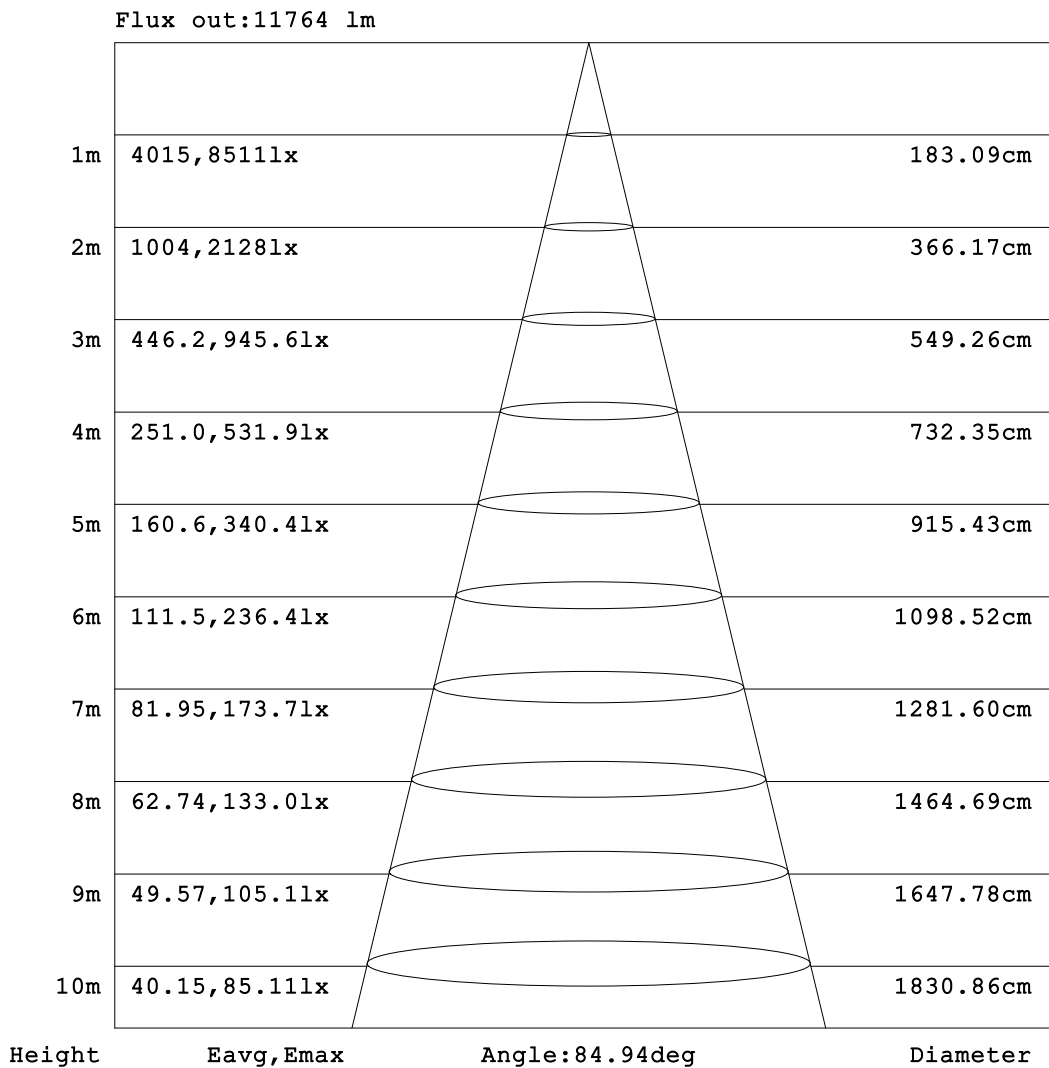 Flux out:11764 lm
1m 4015,8511lx 183.09cm
2m 1004,2128lx 366.17cm
3m 446.2,945.6lx 549.26cm
4m 251.0,531.9lx 732.35cm
5m 160.6,340.4lx 915.43cm
6m 111.5,236.4lx 1098.52cm
7m 81.95,173.7lx 1281.60cm
8m 62.74,133.0lx 1464.69cm
9m 49.57,105.1lx 1647.78cm
10m 40.15,85.11lx 1830.86cm
Height Eavg,Emax Angle:84.94deg Diameter